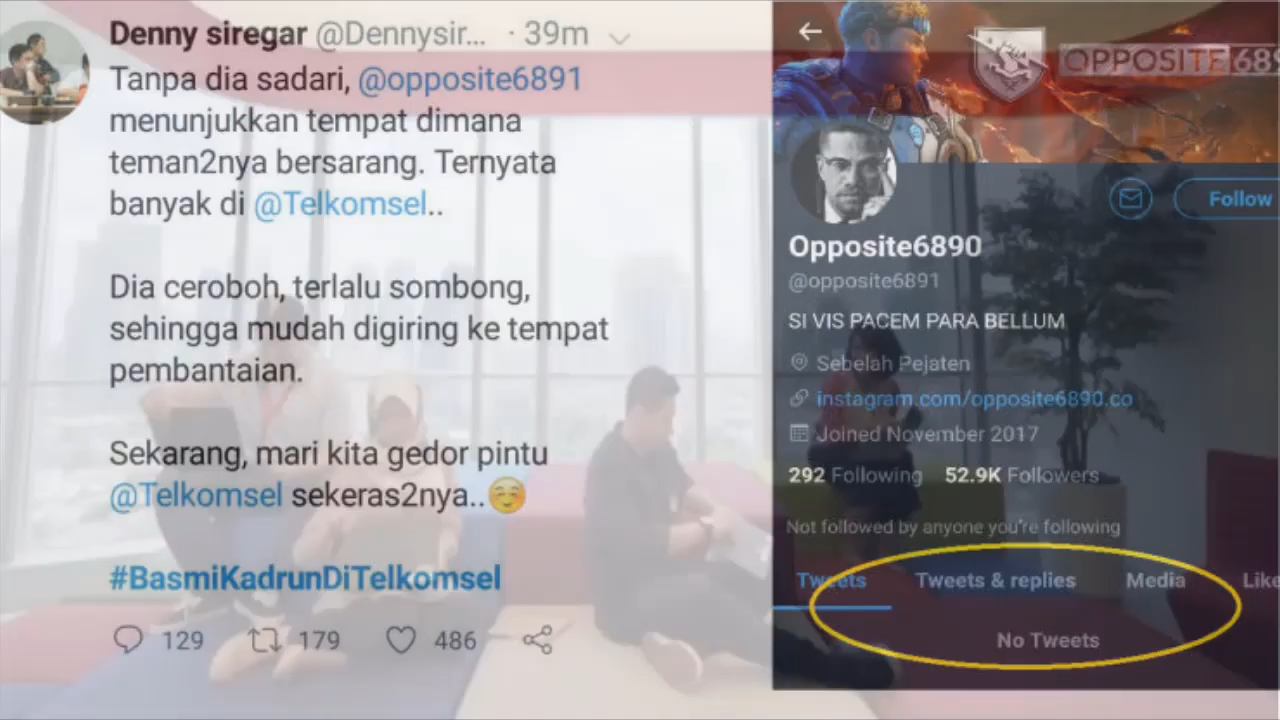 Denny siregar @Dennysir... · 39m
Tanpa dia sadari, @opposite6891
menunjukkan tempat dimana
teman2nya bersarang. Ternyata
banyak di @Telkomsel..
Dia ceroboh, terlalu sombong,
sehingga mudah digiring ke tempat
pembantaian.
Sekarang, mari kita gedor pintu
@Telkomsel sekeras2nya..
#BasmiKadrunDiTelkomsel
129 179 486
OPPOSITE 689
Follow
Opposite6890
@opposite6891
SI VIS PACEM PARA BELLUM
Sebelah Pejaten
instagram.com/opposite6890.co
Joined November 2017
292 Following 52.9K Followers
Not followed by anyone you're following
Tweets Tweets & replies Media Like
No Tweets